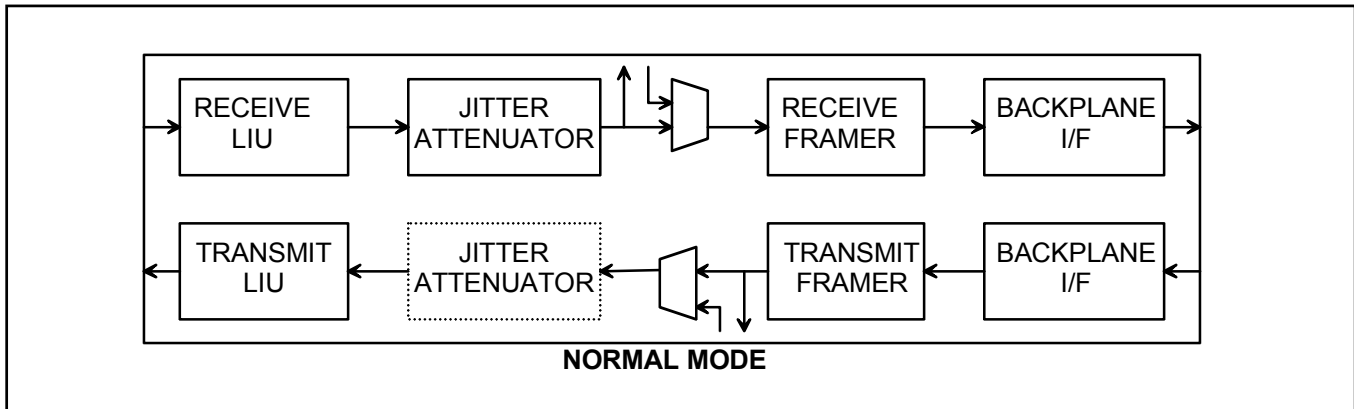 RECEIVE
LIU
JITTER
ATTENUATOR
RECEIVE
FRAMER
BACKPLANE
I/F
TRANSMIT
LIU
JITTER
ATTENUATOR
TRANSMIT
FRAMER
BACKPLANE
I/F
NORMAL MODE